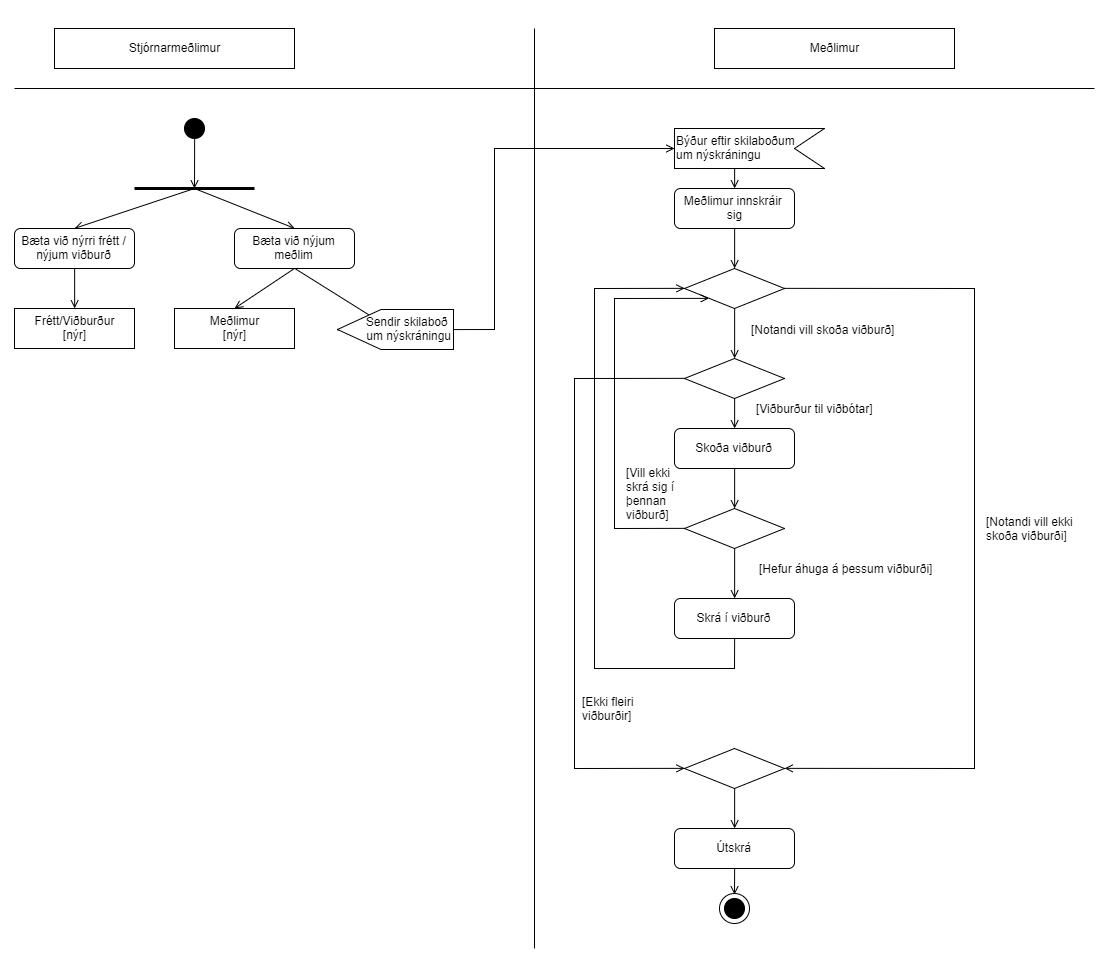 Stjórnarmeðlimur
Meðlimur
Bæta við nýrri frétt /
nýjum viðburð
Bæta við nýjum
meðlim
Frétt/Viðburður
[nýr]
Meðlimur
[nýr]
Sendir skilaboð
um nýskráningu
Býður eftir skilaboðum
um nýskráningu
Meðlimur innskráir
sig
[Notandi vill skoða viðburð]
[Viðburður til viðbótar]
Skoða viðburð
[Vill ekki
skrá sig í
þennan
viðburð]
[Hefur áhuga á þessum viðburði]
Skrá í viðburð
[Notandi vill ekki
skoða viðburði]
[Ekki fleiri
viðburðir]
Útskrá